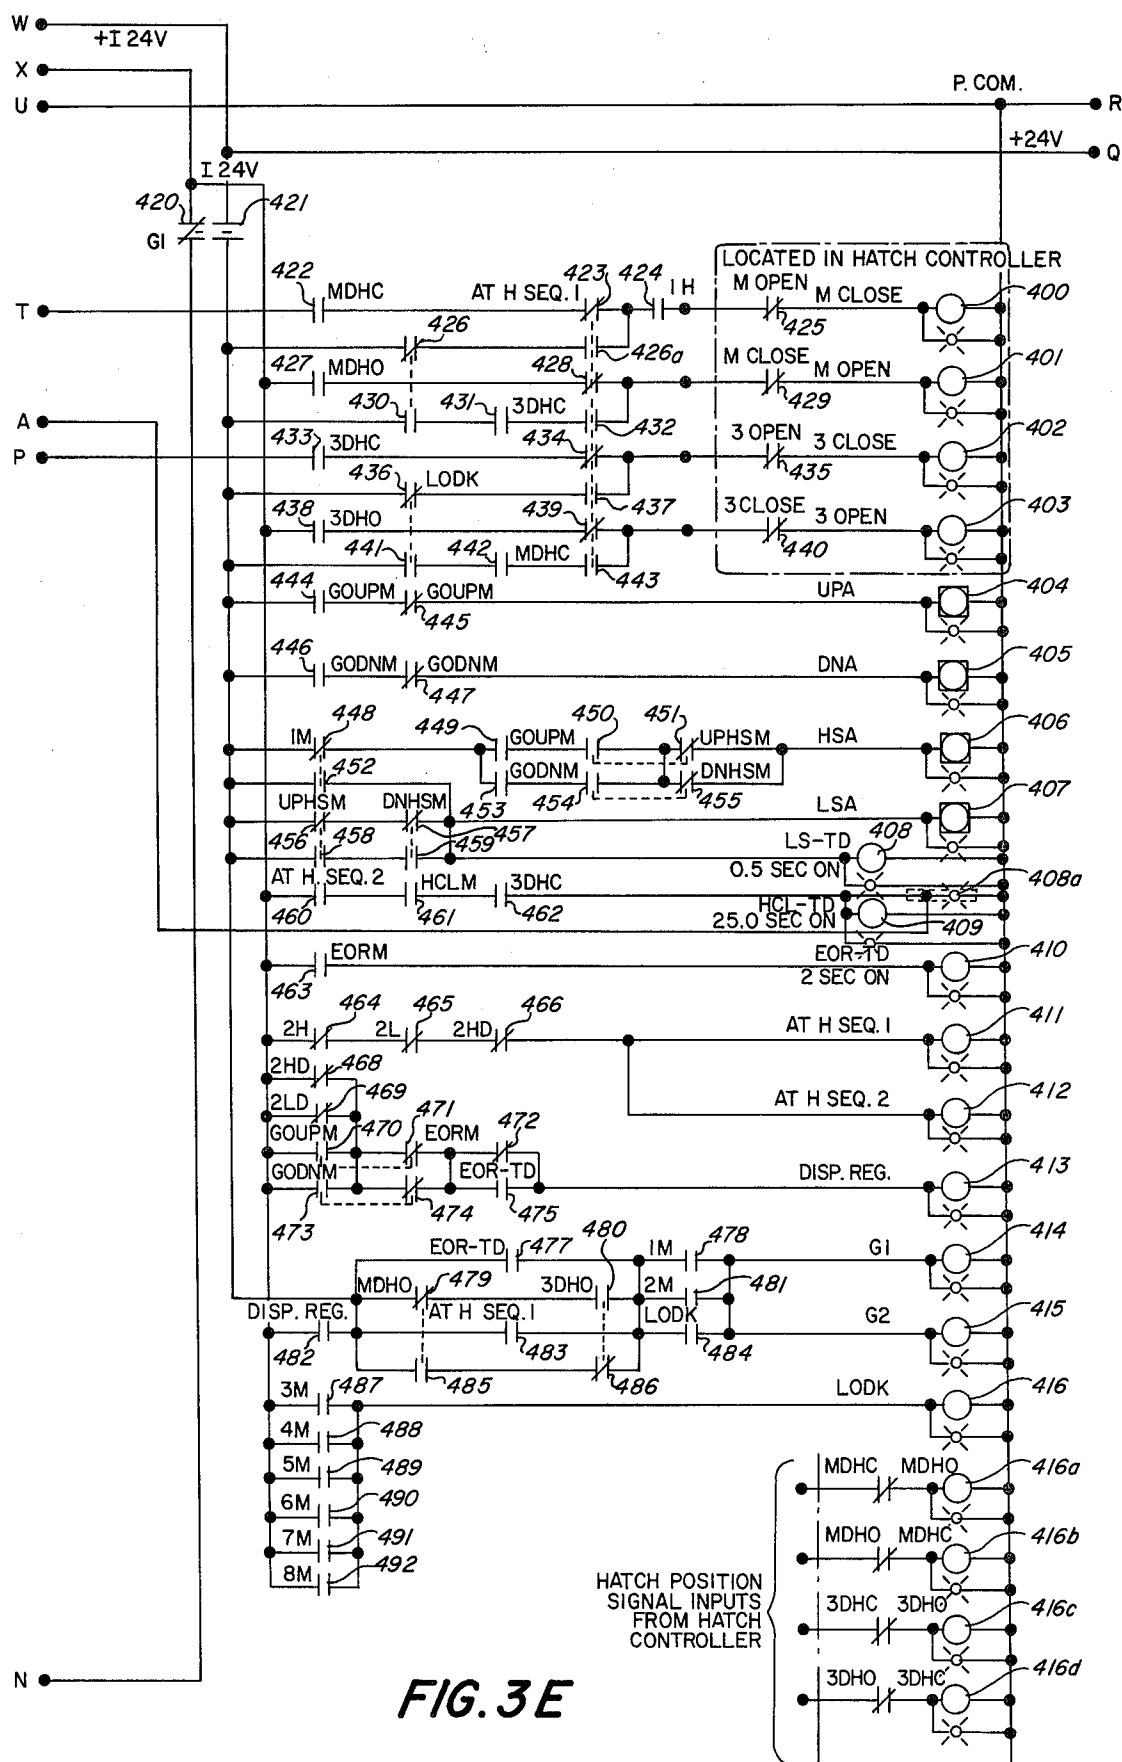 W
+I 24V
X
U
P. COM.
R
+24V
Q
I 24V
420
421
GI
LOCATED IN HATCH CONTROLLER
T
422
MDHC
AT H SEQ. I
423
424
I H
M OPEN
425
M CLOSE
400
426
426a
427
MDHO
428
M CLOSE
429
M OPEN
401
A
430
431
3DHC
432
P
433
3DHC
434
3 OPEN
435
3 CLOSE
402
436
LODK
437
438
3DHO
439
3 CLOSE
440
3 OPEN
403
441
442
MDHC
443
444
GOUPM
GOUPM
445
UPA
404
446
GODNM
GODNM
447
DNA
405
IM
448
449
GOUPM
450
451
UPHSM
HSA
406
452
453
GODNM
454
DNHSM
455
UPHSM
456
DNHSM
457
LSA
407
458
459
LS-TD
408
0.5 SEC ON
AT H. SEQ. 2
460
HCLM
461
3DHC
462
408a
HCL-TD
25.0 SEC ON
409
EORM
463
EOR-TD
2 SEC ON
410
2H
464
2L
465
2HD
466
AT H SEQ. I
411
2HD
468
2LD
469
AT H SEQ. 2
412
GOUPM
470
471
EORM
472
GODNM
473
474
EOR-TD
475
DISP. REG.
413
EOR-TD
477
480
IM
478
GI
414
MDHO
479
3DHO
2M
481
DISP. REG.
482
AT H SEQ. I
483
LODK
484
G2
415
485
486
3M
487
LODK
416
4M
488
5M
489
6M
490
7M
491
8M
492
HATCH POSITION
SIGNAL INPUTS
FROM HATCH
CONTROLLER
MDHC
MDHO
416a
MDHO
MDHC
416b
3DHC
3DHO
416c
3DHO
3DHC
416d
N
FIG. 3E